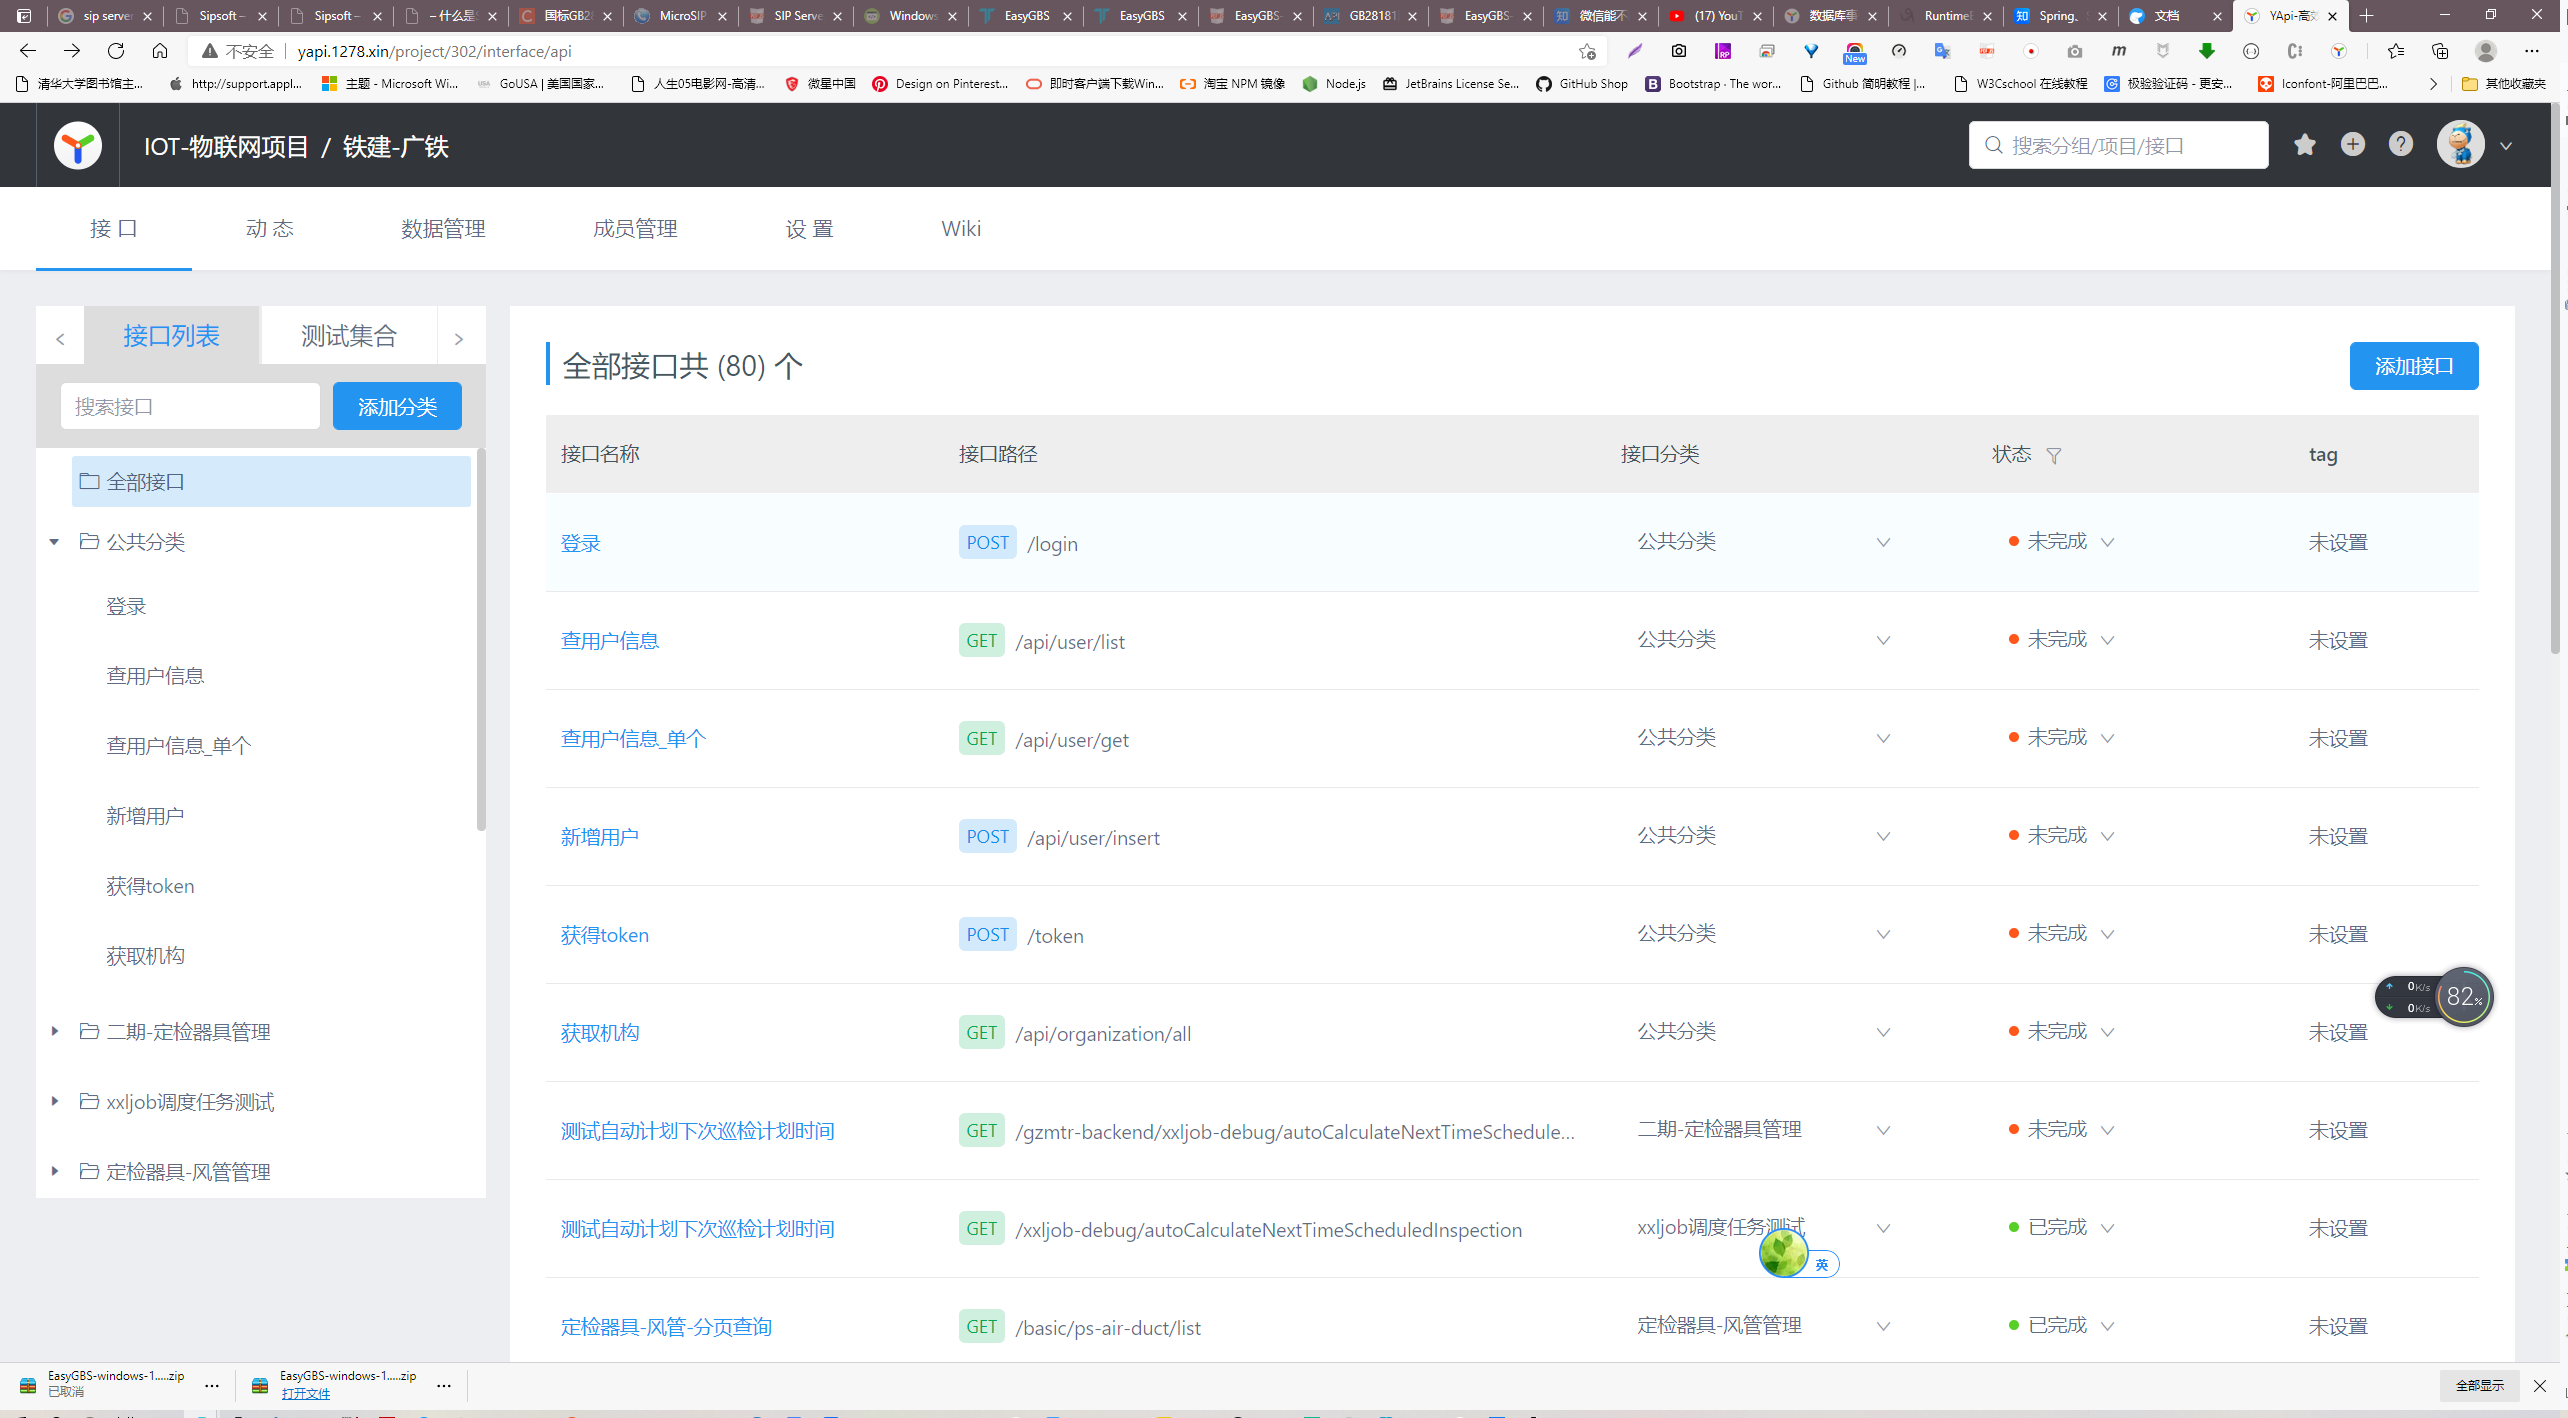 sip server
Sipsoft –
Sipsoft –
– 什么是S
国标GB28
MicroSIP
SIP Serve
Windows
EasyGBS
EasyGBS
EasyGBS-
GB28181
EasyGBS-
微信能不
(17) YouT
数据库事
RuntimeE
Spring、
文档
YApi-高效
不安全 yapi.1278.xin/project/302/interface/api
New
清华大学图书馆主...
http://support.appl...
主题 - Microsoft Wi...
GoUSA | 美国国家...
人生05电影网-高清...
微星中国
Design on Pinterest...
即时客户端下载Win...
淘宝 NPM 镜像
Node.js
JetBrains License Se...
GitHub Shop
Bootstrap · The wor...
Github 简明教程 |...
W3Cschool 在线教程
极验验证码 - 更安...
Iconfont-阿里巴巴...
其他收藏夹
IOT-物联网项目 / 铁建-广铁
搜索分组/项目/接口
接 口
动 态
数据管理
成员管理
设 置
Wiki
接口列表
测试集合
搜索接口
添加分类
全部接口
公共分类
登录
查用户信息
查用户信息_单个
新增用户
获得token
获取机构
二期-定检器具管理
xxljob调度任务测试
定检器具-风管管理
全部接口共 (80) 个
添加接口
接口名称 接口路径 接口分类 状态 tag
登录 POST /login 公共分类 未完成 未设置
查用户信息 GET /api/user/list 公共分类 未完成 未设置
查用户信息_单个 GET /api/user/get 公共分类 未完成 未设置
新增用户 POST /api/user/insert 公共分类 未完成 未设置
获得token POST /token 公共分类 未完成 未设置
获取机构 GET /api/organization/all 公共分类 未完成 未设置
测试自动计划下次巡检计划时间 GET /gzmtr-backend/xxljob-debug/autoCalculateNextTimeSchedule... 二期-定检器具管理 未完成 未设置
测试自动计划下次巡检计划时间 GET /xxljob-debug/autoCalculateNextTimeScheduledInspection xxljob调度任务测试 已完成 未设置
定检器具-风管-分页查询 GET /basic/ps-air-duct/list 定检器具-风管管理 已完成 未设置
0K/s
0K/s
82%
英
EasyGBS-windows-1.....zip
已取消
EasyGBS-windows-1.....zip
打开文件
全部显示